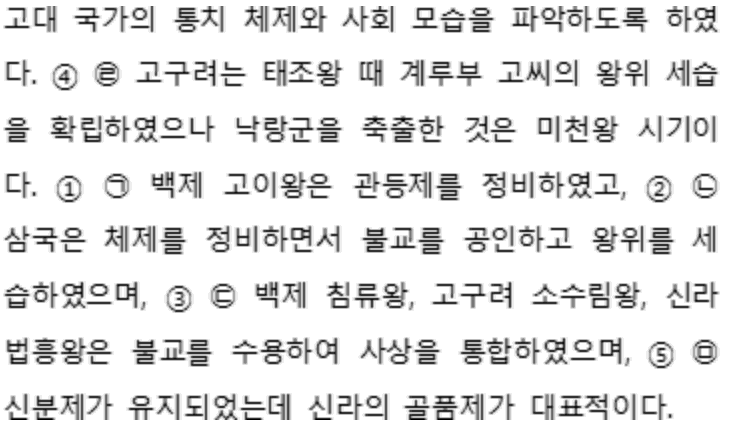 고대 국가의 통치 체제와 사회 모습을 파악하도록 하였
다. ④ ㉣ 고구려는 태조왕 때 계루부 고씨의 왕위 세습
을 확립하였으나 낙랑군을 축출한 것은 미천왕 시기이
다. ① ㉠ 백제 고이왕은 관등제를 정비하였고, ② ㉡
삼국은 체제를 정비하면서 불교를 공인하고 왕위를 세
습하였으며, ③ ㉢ 백제 침류왕, 고구려 소수림왕, 신라
법흥왕은 불교를 수용하여 사상을 통합하였으며, ⑤ ㉤
신분제가 유지되었는데 신라의 골품제가 대표적이다.